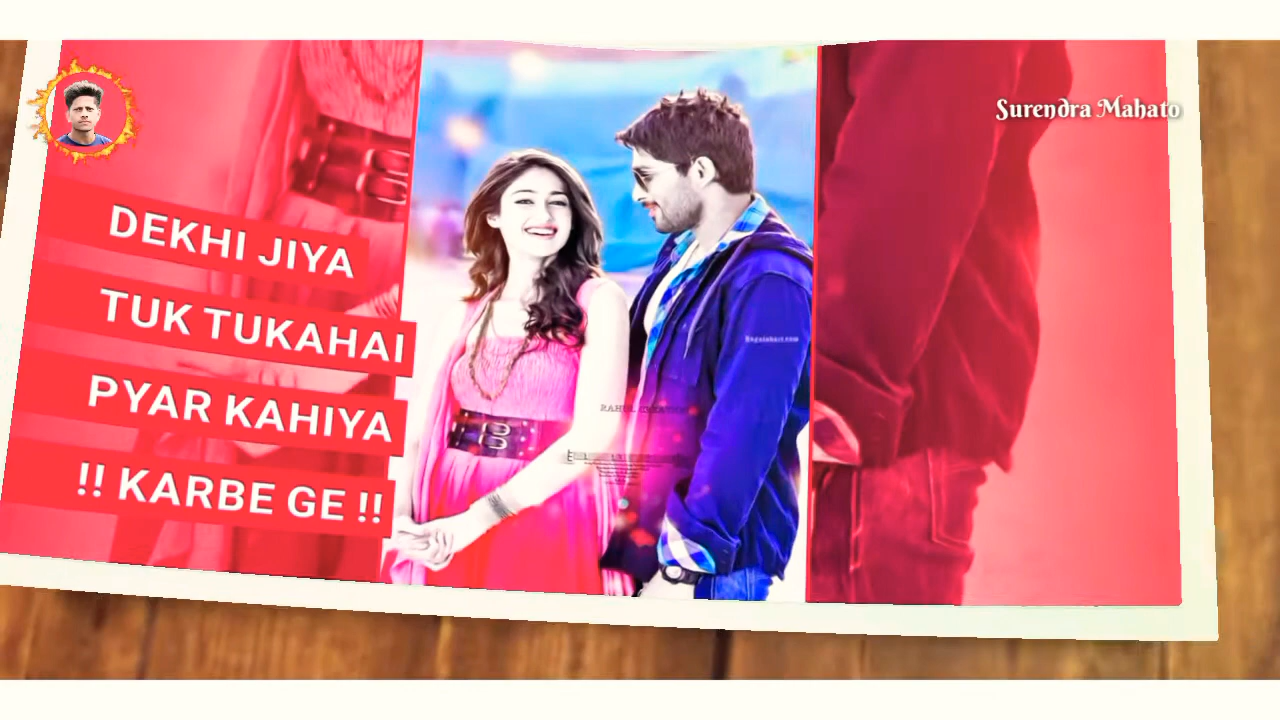 Surendra Mahato
DEKHI JIYA
TUK TUKAHAI
PYAR KAHIYA
!! KARBE GE !!